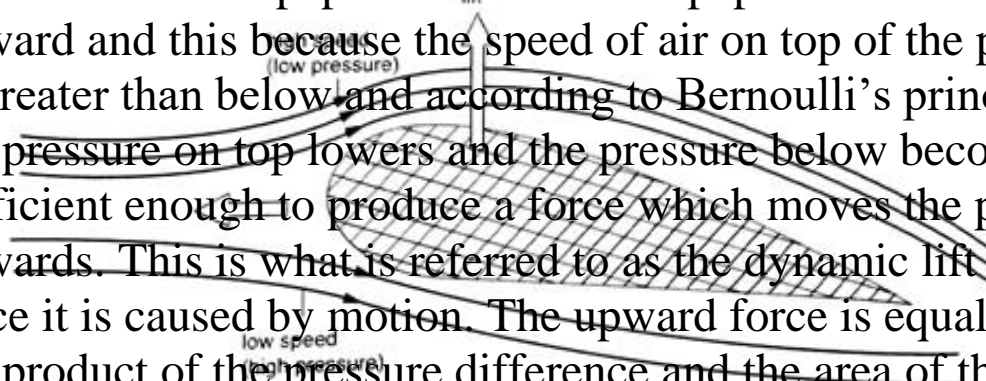 ward and this because the speed of air on top of the p
(low pressure)
reater than below and according to Bernoulli's princ
pressure on top lowers and the pressure below beco
ficient enough to produce a force which moves the p
wards. This is what is referred to as the dynamic lift
ce it is caused by motion. The upward force is equal
low speed
product of the pressure difference and the area of th
(high pressure)